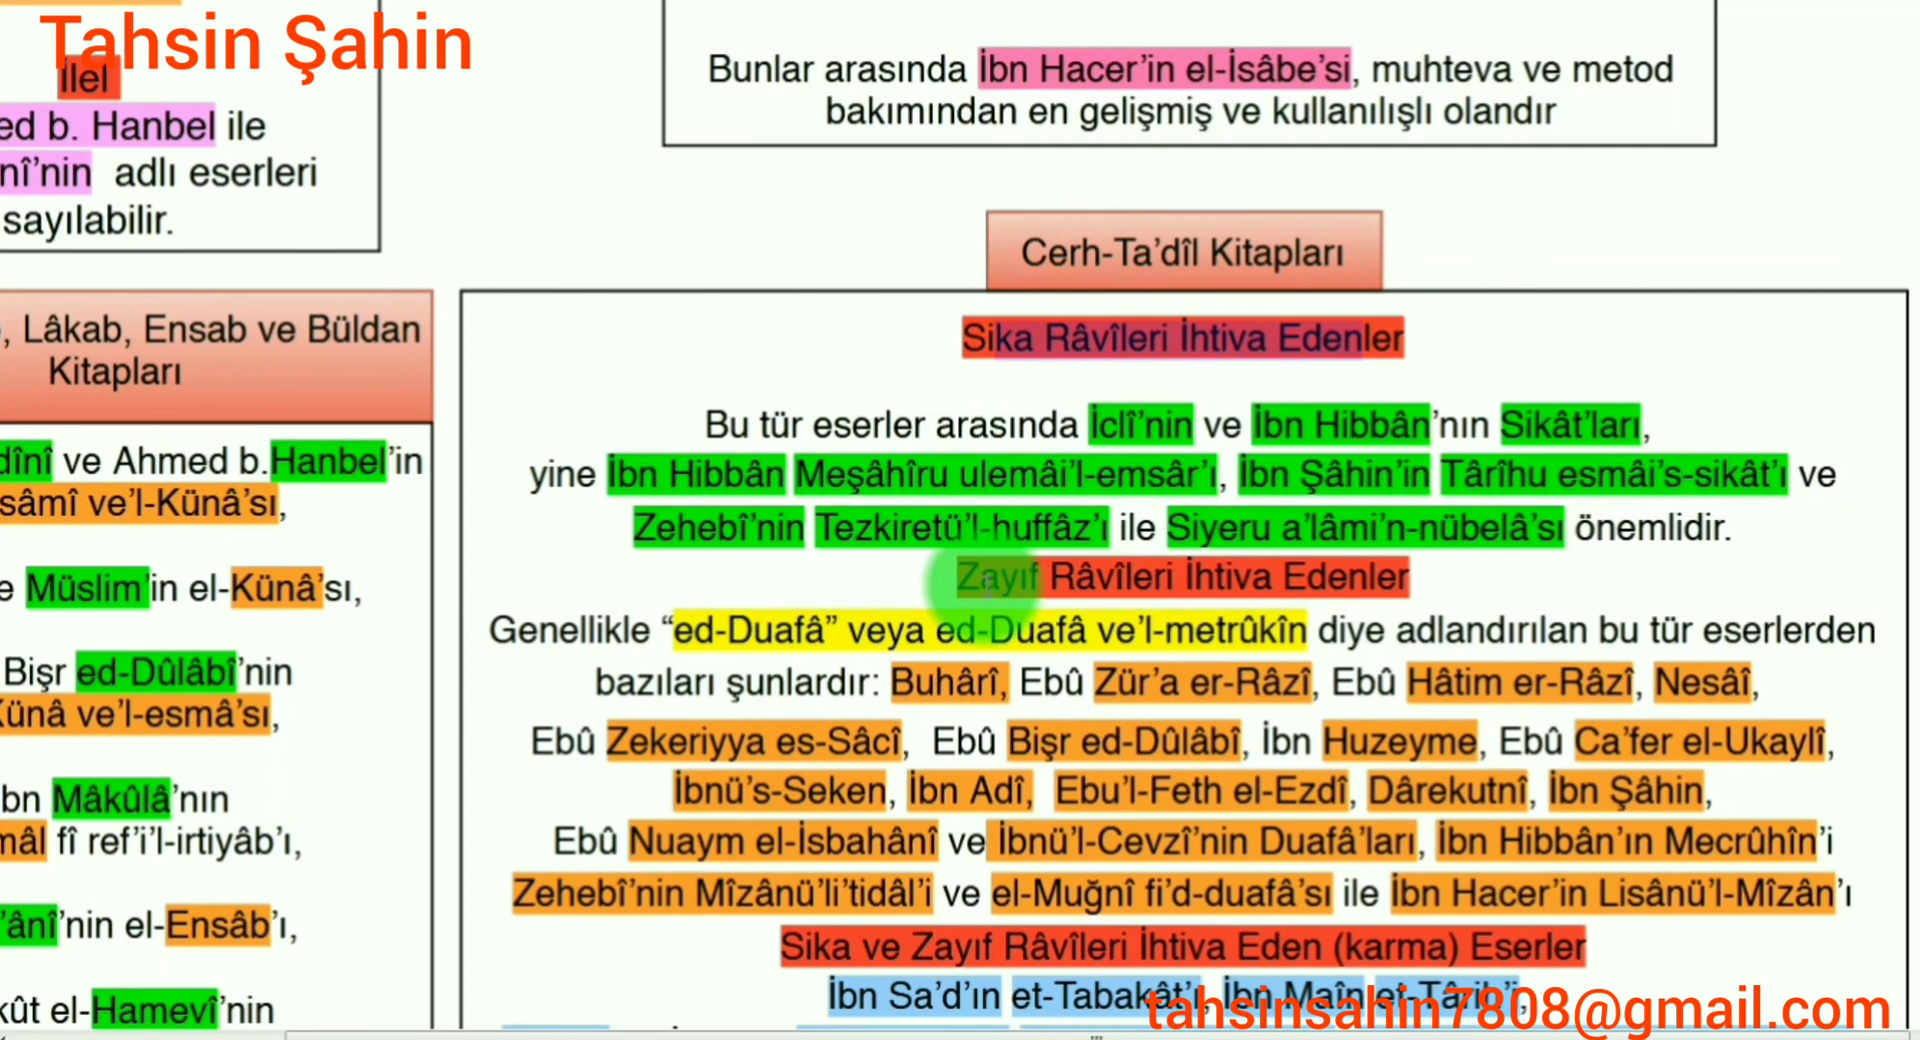 Tahsin Şahin
İlel
ed b. Hanbel ile
nî’nin adlı eserleri
sayılabilir.
Bunlar arasında İbn Hacer’in el-İsâbe’si, muhteva ve metod
bakımından en gelişmiş ve kullanılışlı olandır
, Lâkab, Ensab ve Büldan
Kitapları
dînî ve Ahmed b.Hanbel’in
sâmî ve’l-Künâ’sı,
e Müslim’in el-Künâ’sı,
Bişr ed-Dûlâbî’nin
Künâ ve’l-esmâ’sı,
bn Mâkûlâ’nın
mâl fî ref’i’l-irtiyâb’ı,
’ânî’nin el-Ensâb’ı,
kût el-Hamevî’nin
Cerh-Ta’dîl Kitapları
Sika Râvîleri İhtiva Edenler
Bu tür eserler arasında İclî’nin ve İbn Hibbân’nın Sikât’ları,
yine İbn Hibbân Meşâhîru ulemâi’l-emsâr’ı, İbn Şâhin’in Târîhu esmâi’s-sikât’ı ve
Zehebî’nin Tezkiretü’l-huffâz’ı ile Siyeru a’lâmi’n-nübelâ’sı önemlidir.
Zayıf Râvîleri İhtiva Edenler
Genellikle “ed-Duafâ” veya ed-Duafâ ve’l-metrûkîn diye adlandırılan bu tür eserlerden
bazıları şunlardır: Buhârî, Ebû Zür’a er-Râzî, Ebû Hâtim er-Râzî, Nesâî,
Ebû Zekeriyya es-Sâcî, Ebû Bişr ed-Dûlâbî, İbn Huzeyme, Ebû Ca’fer el-Ukaylî,
İbnü’s-Seken, İbn Adî, Ebu’l-Feth el-Ezdî, Dârekutnî, İbn Şâhin,
Ebû Nuaym el-İsbahânî ve İbnü’l-Cevzî’nin Duafâ’ları, İbn Hibbân’ın Mecrûhîn’i
Zehebî’nin Mîzânü’li’tidâl’i ve el-Muğnî fi’d-duafâ’sı ile İbn Hacer’in Lisânü’l-Mîzân’ı
Sika ve Zayıf Râvîleri İhtiva Eden (karma) Eserler
İbn Sa’d’ın et-Tabakât’ı, İbn Maîn et-Târih’i,
tahsinsahin7808@gmail.com